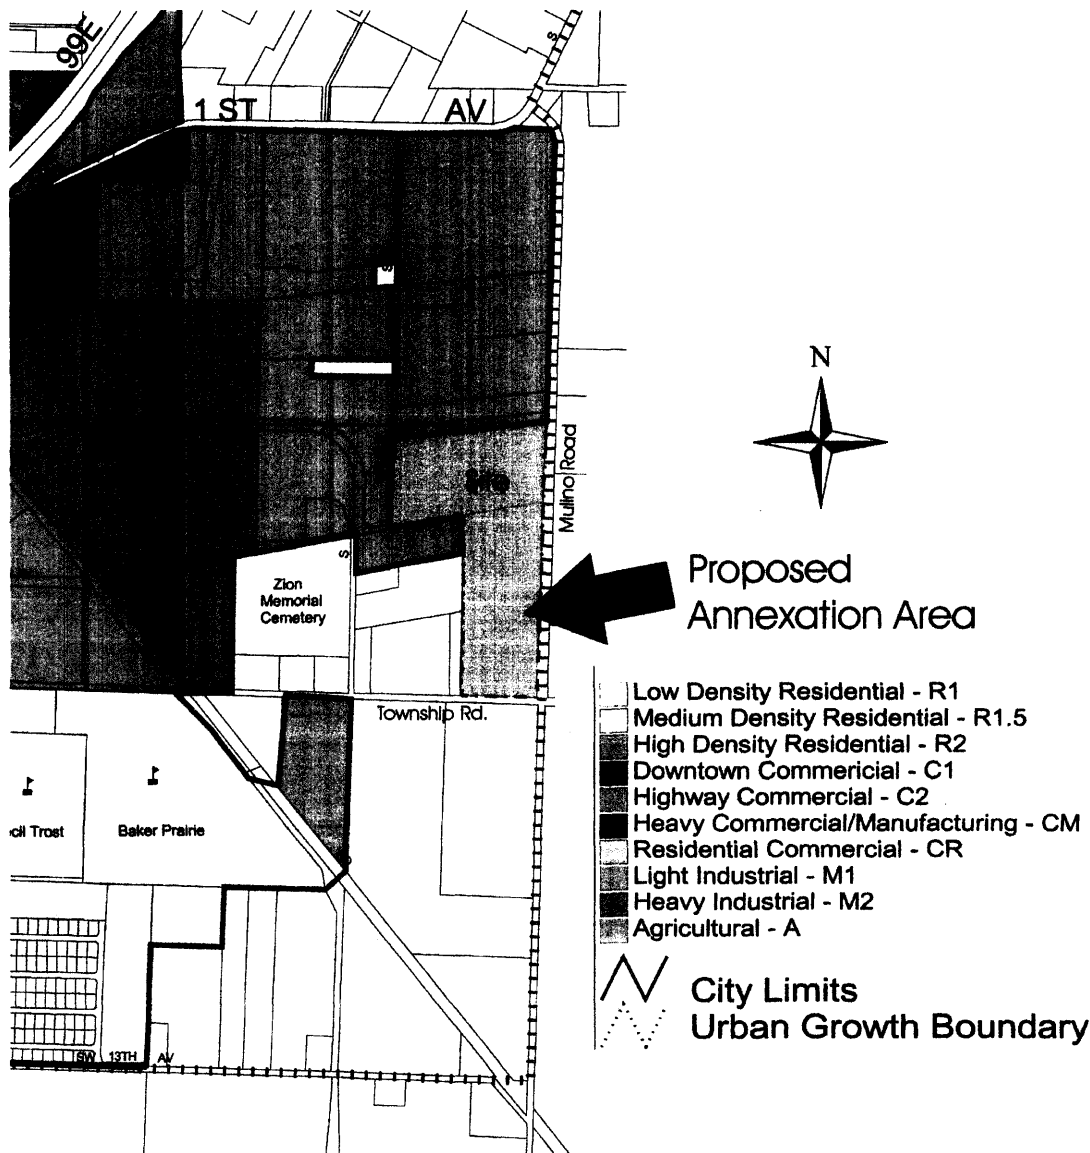 99E
1 ST AV
S
S
Site
Mulino Road
N
S
Zion
Memorial
Cemetery
Proposed
Annexation Area
Township Rd.
Low Density Residential - R1
Medium Density Residential - R1.5
High Density Residential - R2
Downtown Commericial - C1
Highway Commercial - C2
Heavy Commercial/Manufacturing - CM
Residential Commercial - CR
Light Industrial - M1
Heavy Industrial - M2
Agricultural - A
ecil Trost
Baker Prairie
City Limits
Urban Growth Boundary
SW 13TH AV